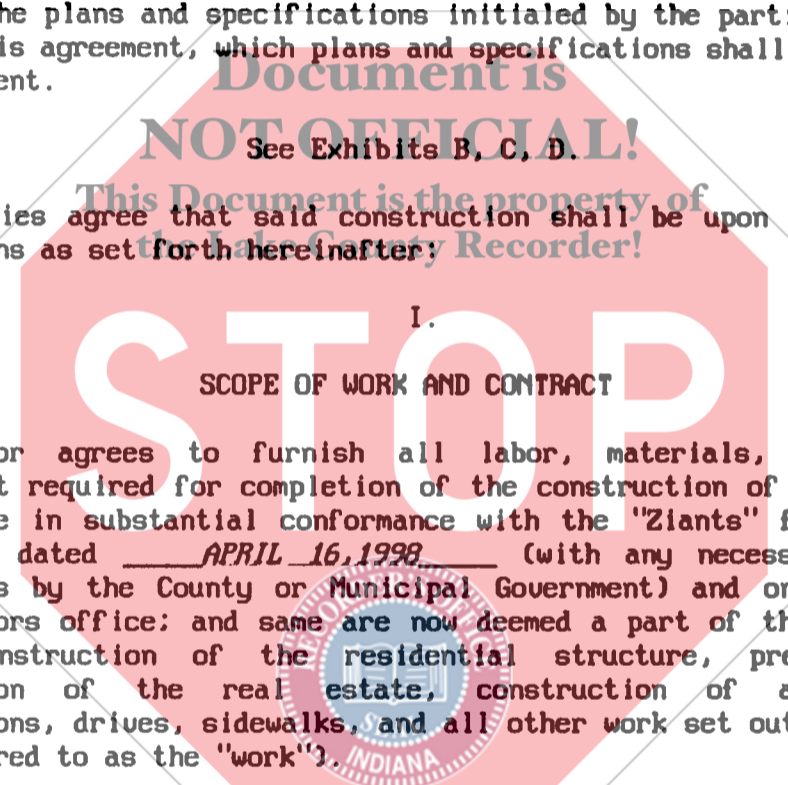 he plans and specifications initialed by the part
is agreement, which plans and specifications shall
ent.
Document is
NOT OFFICIAL!
See Exhibits B, C, D.
This Document is the property of
the Lake County Recorder!
ies agree that said construction shall be upon
ns as set forth hereinafter;
I.
STOP
SCOPE OF WORK AND CONTRACT
or agrees to furnish all labor, materials,
t required for completion of the construction of
e in substantial conformance with the "Ziants" f
dated APRIL 16, 1998 (with any necess
s by the County or Municipal Government) and or
ors office; and same are now deemed a part of th
nstruction of the residential structure, pre
on of the real estate, construction of a
ons, drives, sidewalks, and all other work set out
red to as the "work").
RECORDER'S OFFICE
INDIANA